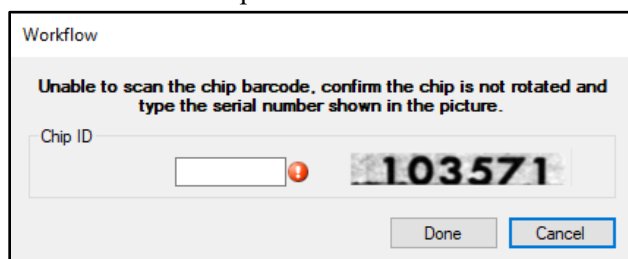 Workflow
Unable to scan the chip barcode, confirm the chip is not rotated and
type the serial number shown in the picture.
Chip ID
103571
Done Cancel